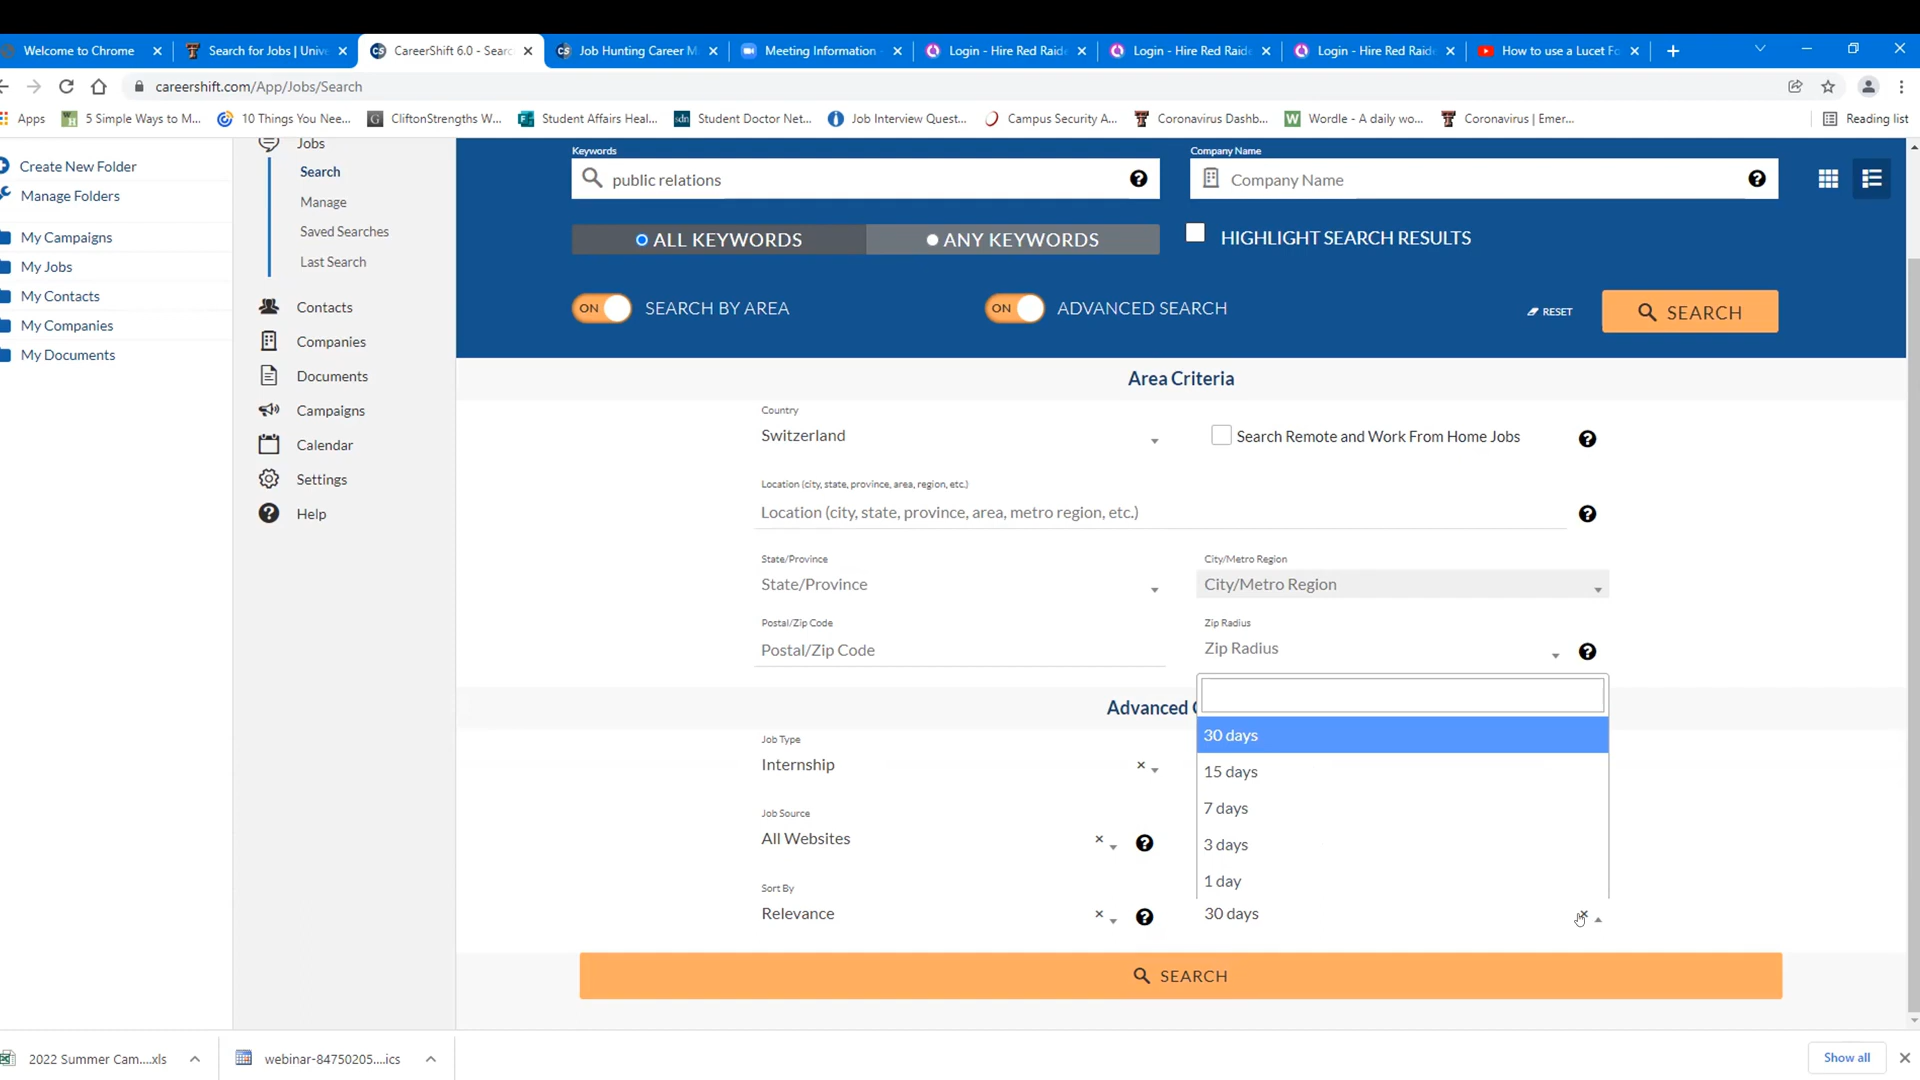 Welcome to Chrome
Search for Jobs | Unive
CareerShift 6.0 - Searc
Job Hunting Career M
Meeting Information -
Login - Hire Red Raide
Login - Hire Red Raide
Login - Hire Red Raide
How to use a Lucet Fo
careershift.com/App/Jobs/Search
Apps
5 Simple Ways to M...
10 Things You Nee...
CliftonStrengths W...
Student Affairs Heal...
Student Doctor Net...
Job Interview Quest...
Campus Security A...
Coronavirus Dashb...
Wordle - A daily wo...
Coronavirus | Emer...
Reading list
Create New Folder
Manage Folders
My Campaigns
My Jobs
My Contacts
My Companies
My Documents
Jobs
Search
Manage
Saved Searches
Last Search
Contacts
Companies
Documents
Campaigns
Calendar
Settings
Help
Keywords
public relations
Company Name
Company Name
ALL KEYWORDS
ANY KEYWORDS
HIGHLIGHT SEARCH RESULTS
ON SEARCH BY AREA
ON ADVANCED SEARCH
RESET
SEARCH
Area Criteria
Country
Switzerland
Search Remote and Work From Home Jobs
Location (city, state, province, area, region, etc.)
Location (city, state, province, area, metro region, etc.)
State/Province
State/Province
City/Metro Region
City/Metro Region
Postal/Zip Code
Postal/Zip Code
Zip Radius
Zip Radius
Advanced C
Job Type
Internship
Job Source
All Websites
Sort By
Relevance
30 days
15 days
7 days
3 days
1 day
30 days
SEARCH
2022 Summer Cam....xls
webinar-84750205....ics
Show all